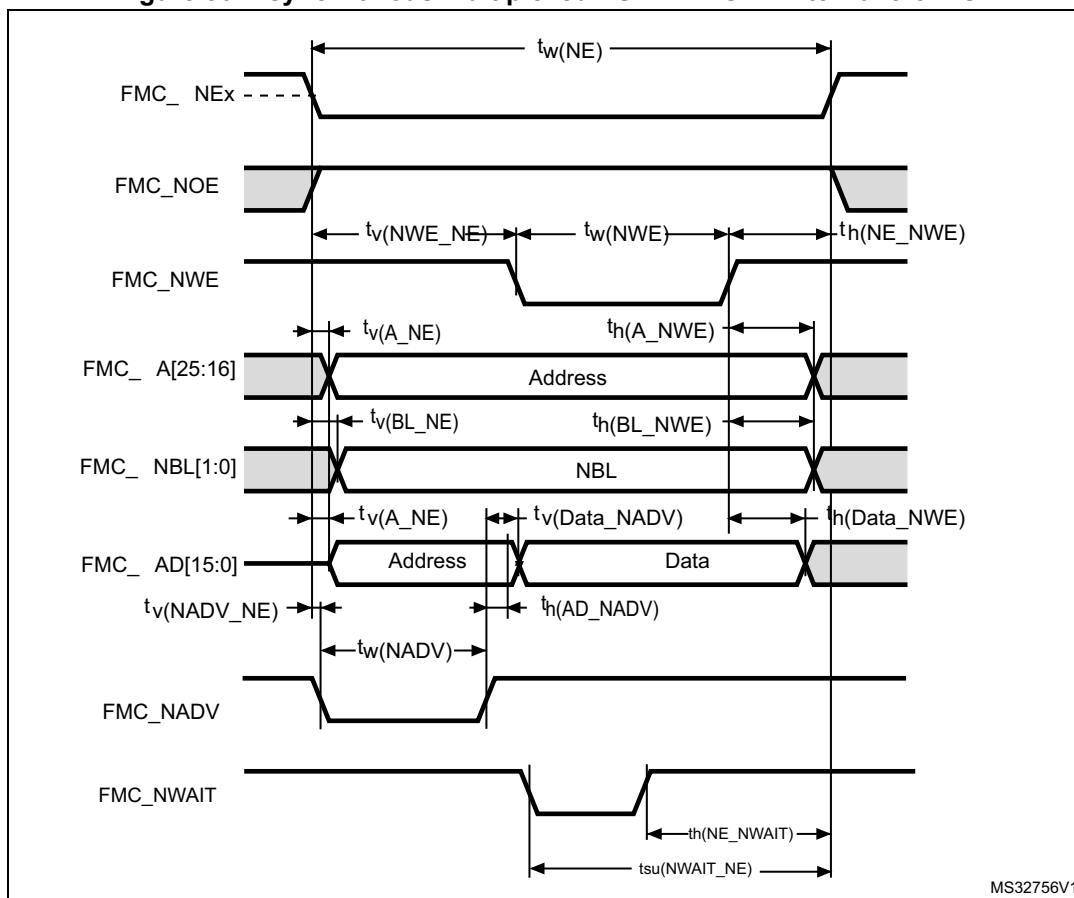 tw(NE)
FMC_ NEx
FMC_NOE
tv(NWE_NE) tw(NWE) th(NE_NWE)
FMC_NWE
tv(A_NE) th(A_NWE)
FMC_ A[25:16] Address
tv(BL_NE) th(BL_NWE)
FMC_ NBL[1:0] NBL
tv(A_NE) tv(Data_NADV) th(Data_NWE)
FMC_ AD[15:0] Address Data
tv(NADV_NE) th(AD_NADV)
tw(NADV)
FMC_NADV
FMC_NWAIT
th(NE_NWAIT)
tsu(NWAIT_NE)
MS32756V1